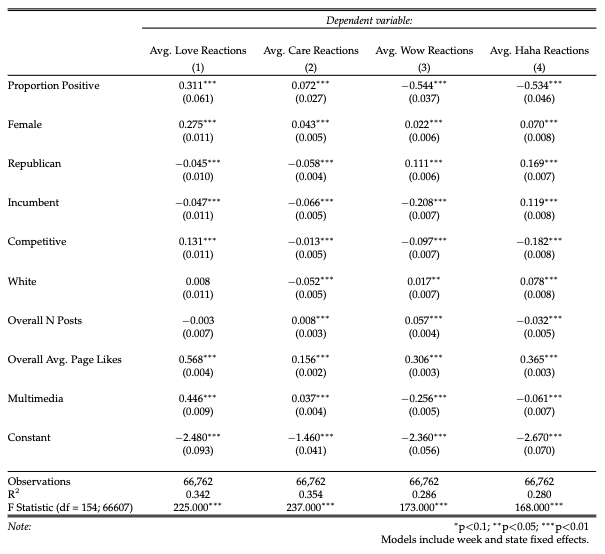 Dependent variable:
Avg. Love Reactions Avg. Care Reactions Avg. Wow Reactions Avg. Haha Reactions
(1) (2) (3) (4)
Proportion Positive 0.311*** 0.072*** −0.544*** −0.534***
(0.061) (0.027) (0.037) (0.046)
Female 0.275*** 0.043*** 0.022*** 0.070***
(0.011) (0.005) (0.006) (0.008)
Republican −0.045*** −0.058*** 0.111*** 0.169***
(0.010) (0.004) (0.006) (0.007)
Incumbent −0.047*** −0.066*** −0.208*** 0.119***
(0.011) (0.005) (0.007) (0.008)
Competitive 0.131*** −0.013*** −0.097*** −0.182***
(0.011) (0.005) (0.007) (0.008)
White 0.008 −0.052*** 0.017** 0.078***
(0.011) (0.005) (0.007) (0.008)
Overall N Posts −0.003 0.008*** 0.057*** −0.032***
(0.007) (0.003) (0.004) (0.005)
Overall Avg. Page Likes 0.568*** 0.156*** 0.306*** 0.365***
(0.004) (0.002) (0.003) (0.003)
Multimedia 0.446*** 0.037*** −0.256*** −0.061***
(0.009) (0.004) (0.005) (0.007)
Constant −2.480*** −1.460*** −2.360*** −2.670***
(0.093) (0.041) (0.056) (0.070)
Observations 66,762 66,762 66,762 66,762
R² 0.342 0.354 0.286 0.280
F Statistic (df = 154; 66607) 225.000*** 237.000*** 173.000*** 168.000***
Note: *p<0.1; **p<0.05; ***p<0.01
Models include week and state fixed effects.